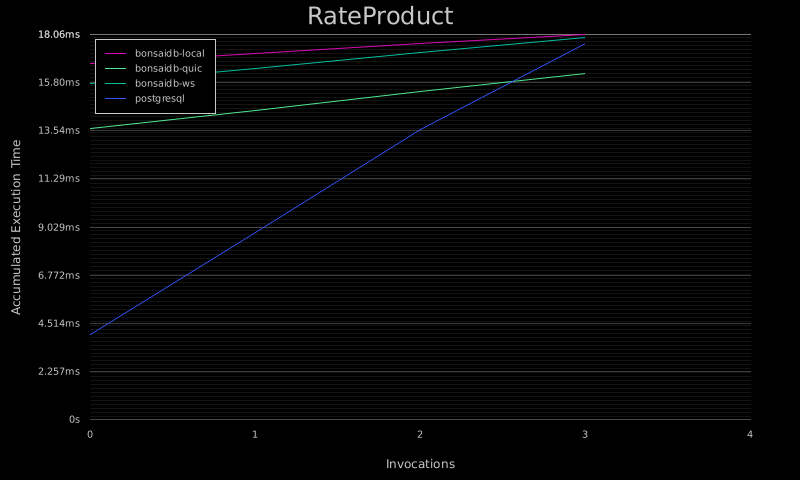 RateProduct
18.06ms
bonsaidb-local
bonsaidb-quic
bonsaidb-ws
postgresql
15.80ms
13.54ms
11.29ms
9.029ms
6.772ms
4.514ms
2.257ms
0s
Accumulated Execution Time
0 1 2 3 4
Invocations